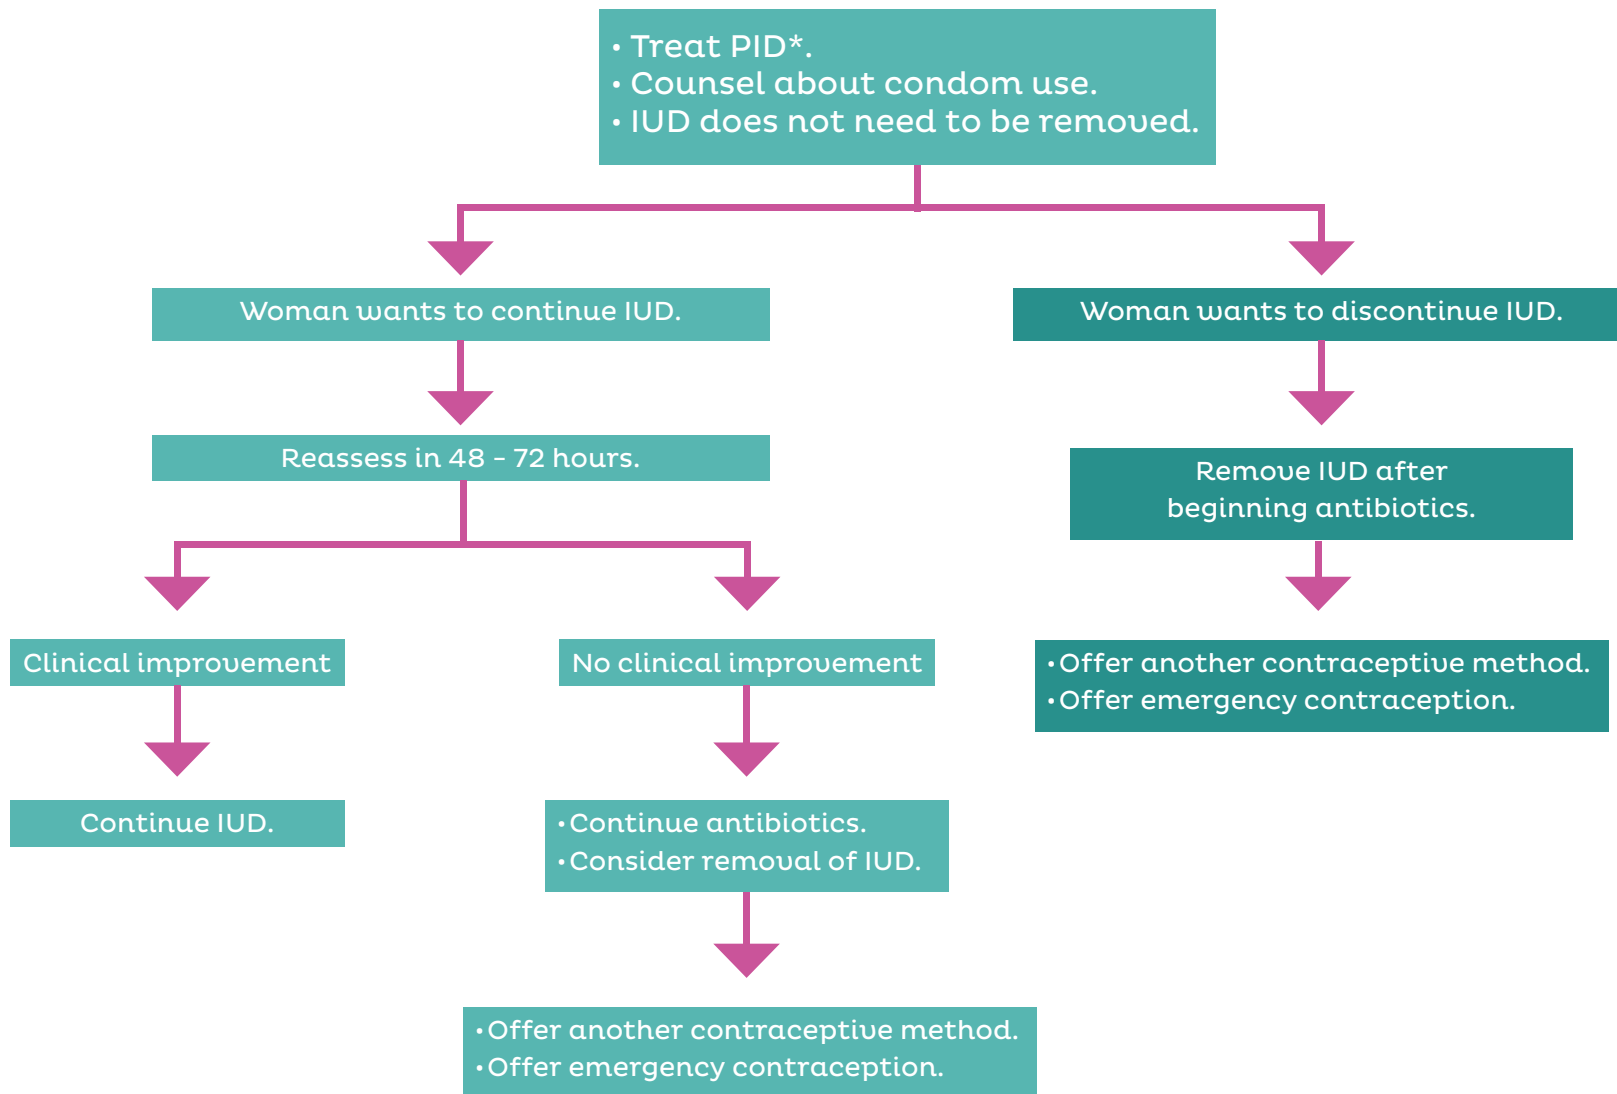 • Treat PID*.
• Counsel about condom use.
• IUD does not need to be removed.
Woman wants to continue IUD.
Woman wants to discontinue IUD.
Reassess in 48 - 72 hours.
Remove IUD after
beginning antibiotics.
Clinical improvement
No clinical improvement
• Offer another contraceptive method.
• Offer emergency contraception.
Continue IUD.
• Continue antibiotics.
• Consider removal of IUD.
• Offer another contraceptive method.
• Offer emergency contraception.